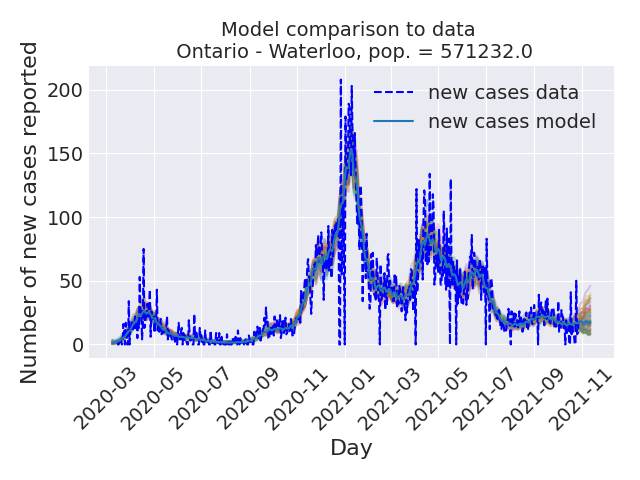 Model comparison to data
Ontario - Waterloo, pop. = 571232.0
Number of new cases reported
200
150
100
50
0
new cases data
new cases model
2020-03
2020-05
2020-07
2020-09
2020-11
2021-01
2021-03
2021-05
2021-07
2021-09
2021-11
Day